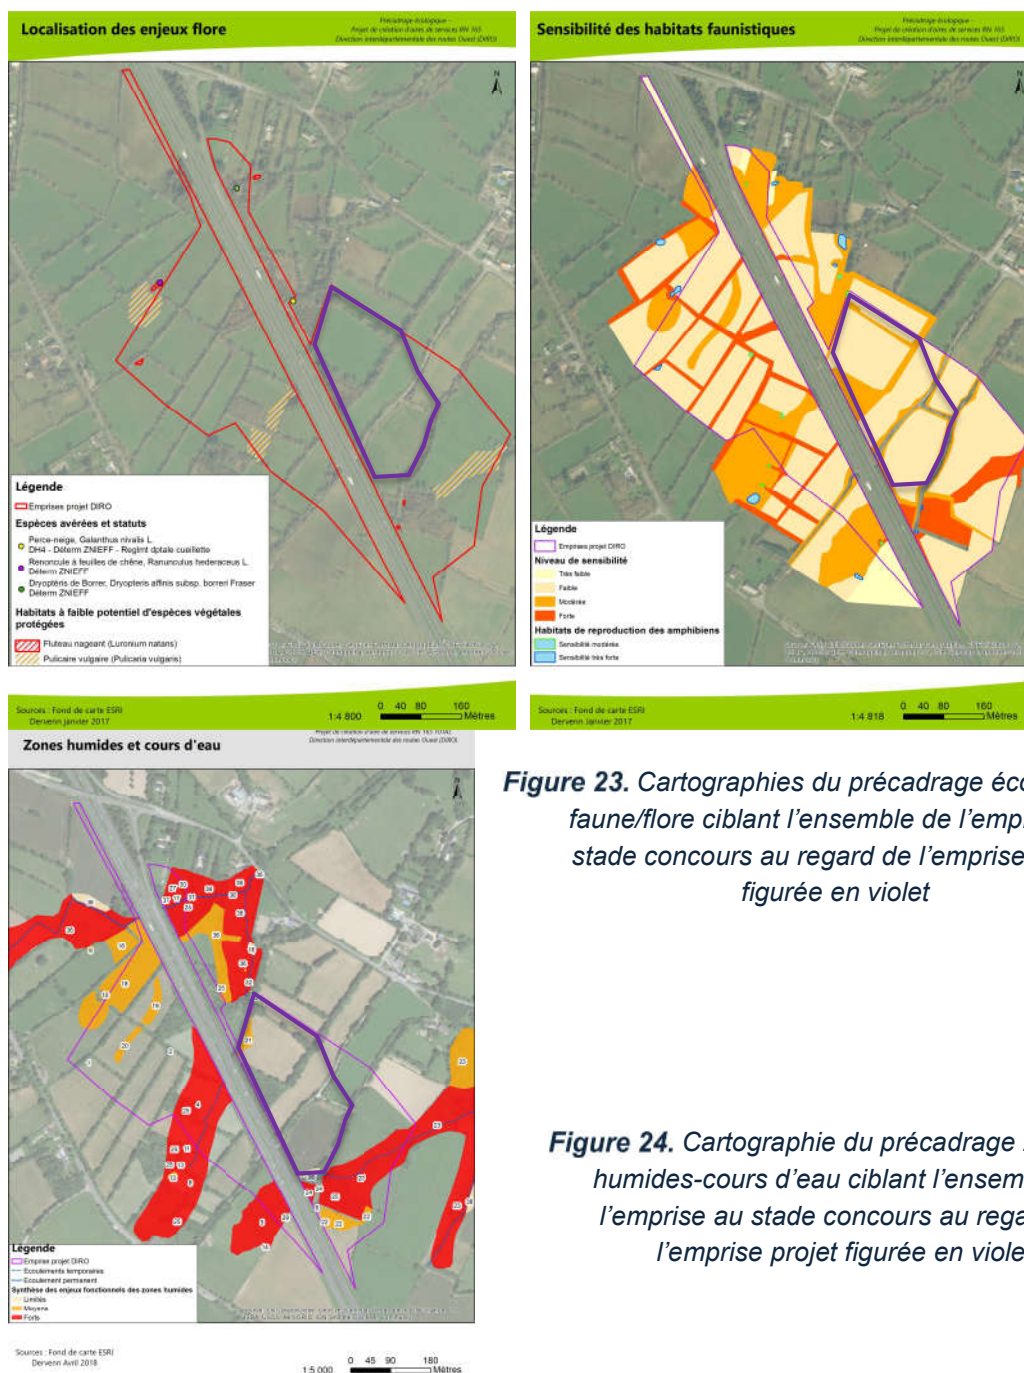 Localisation des enjeux flore
Précadrage écologique -
Projet de création d'aires de services RN 165
Direction interdépartementale des routes Ouest (DIRO)
N
Légende
Emprises projet DIRO
Espèces avérées et statuts
Perce-neige, Galanthus nivalis L.
DH4 - Déterm ZNIEFF - Reglmt dptale cueillette
Renoncule à feuilles de chêne, Ranunculus hederaceus L.
Déterm ZNIEFF
Dryoptéris de Borrer, Dryopteris affinis subsp. borreri Fraser
Déterm ZNIEFF
Habitats à faible potentiel d'espèces végétales
protégées
Fluteau nageant (Luronium natans)
Pulicaire vulgaire (Pulicaria vulgaris)
Sources : Fond de carte ESRI
Dervenn janvier 2017
1:4 800
0 40 80 160
Mètres
Sensibilité des habitats faunistiques
Précadrage écologique -
Projet de création d'aires de services RN 165
Direction interdépartementale des routes Ouest (DIRO)
N
Légende
Emprises projet DIRO
Niveau de sensibilité
Très faible
Faible
Modérée
Forte
Habitats de reproduction des amphibiens
Sensibilité modérée
Sensibilité très forte
Sources : Fond de carte ESRI
Dervenn Janvier 2017
1:4 818
0 40 80 160
Mètres
Zones humides et cours d'eau
Direction interdépartementale des routes Ouest (DIRO)
N
Légende
Emprise projet DIRO
Ecoulements temporaires
Ecoulement permanent
Synthèse des enjeux fonctionnels des zones humides
Limités
Moyens
Forts
Sources : Fond de carte ESRI
Dervenn Avril 2018
1:5 000
0 45 90 180
Mètres
Figure 23. Cartographies du précadrage éco
faune/flore ciblant l'ensemble de l'empr
stade concours au regard de l'emprise
figurée en violet
Figure 24. Cartographie du précadrage
humides-cours d'eau ciblant l'ensem
l'emprise au stade concours au rega
l'emprise projet figurée en viole